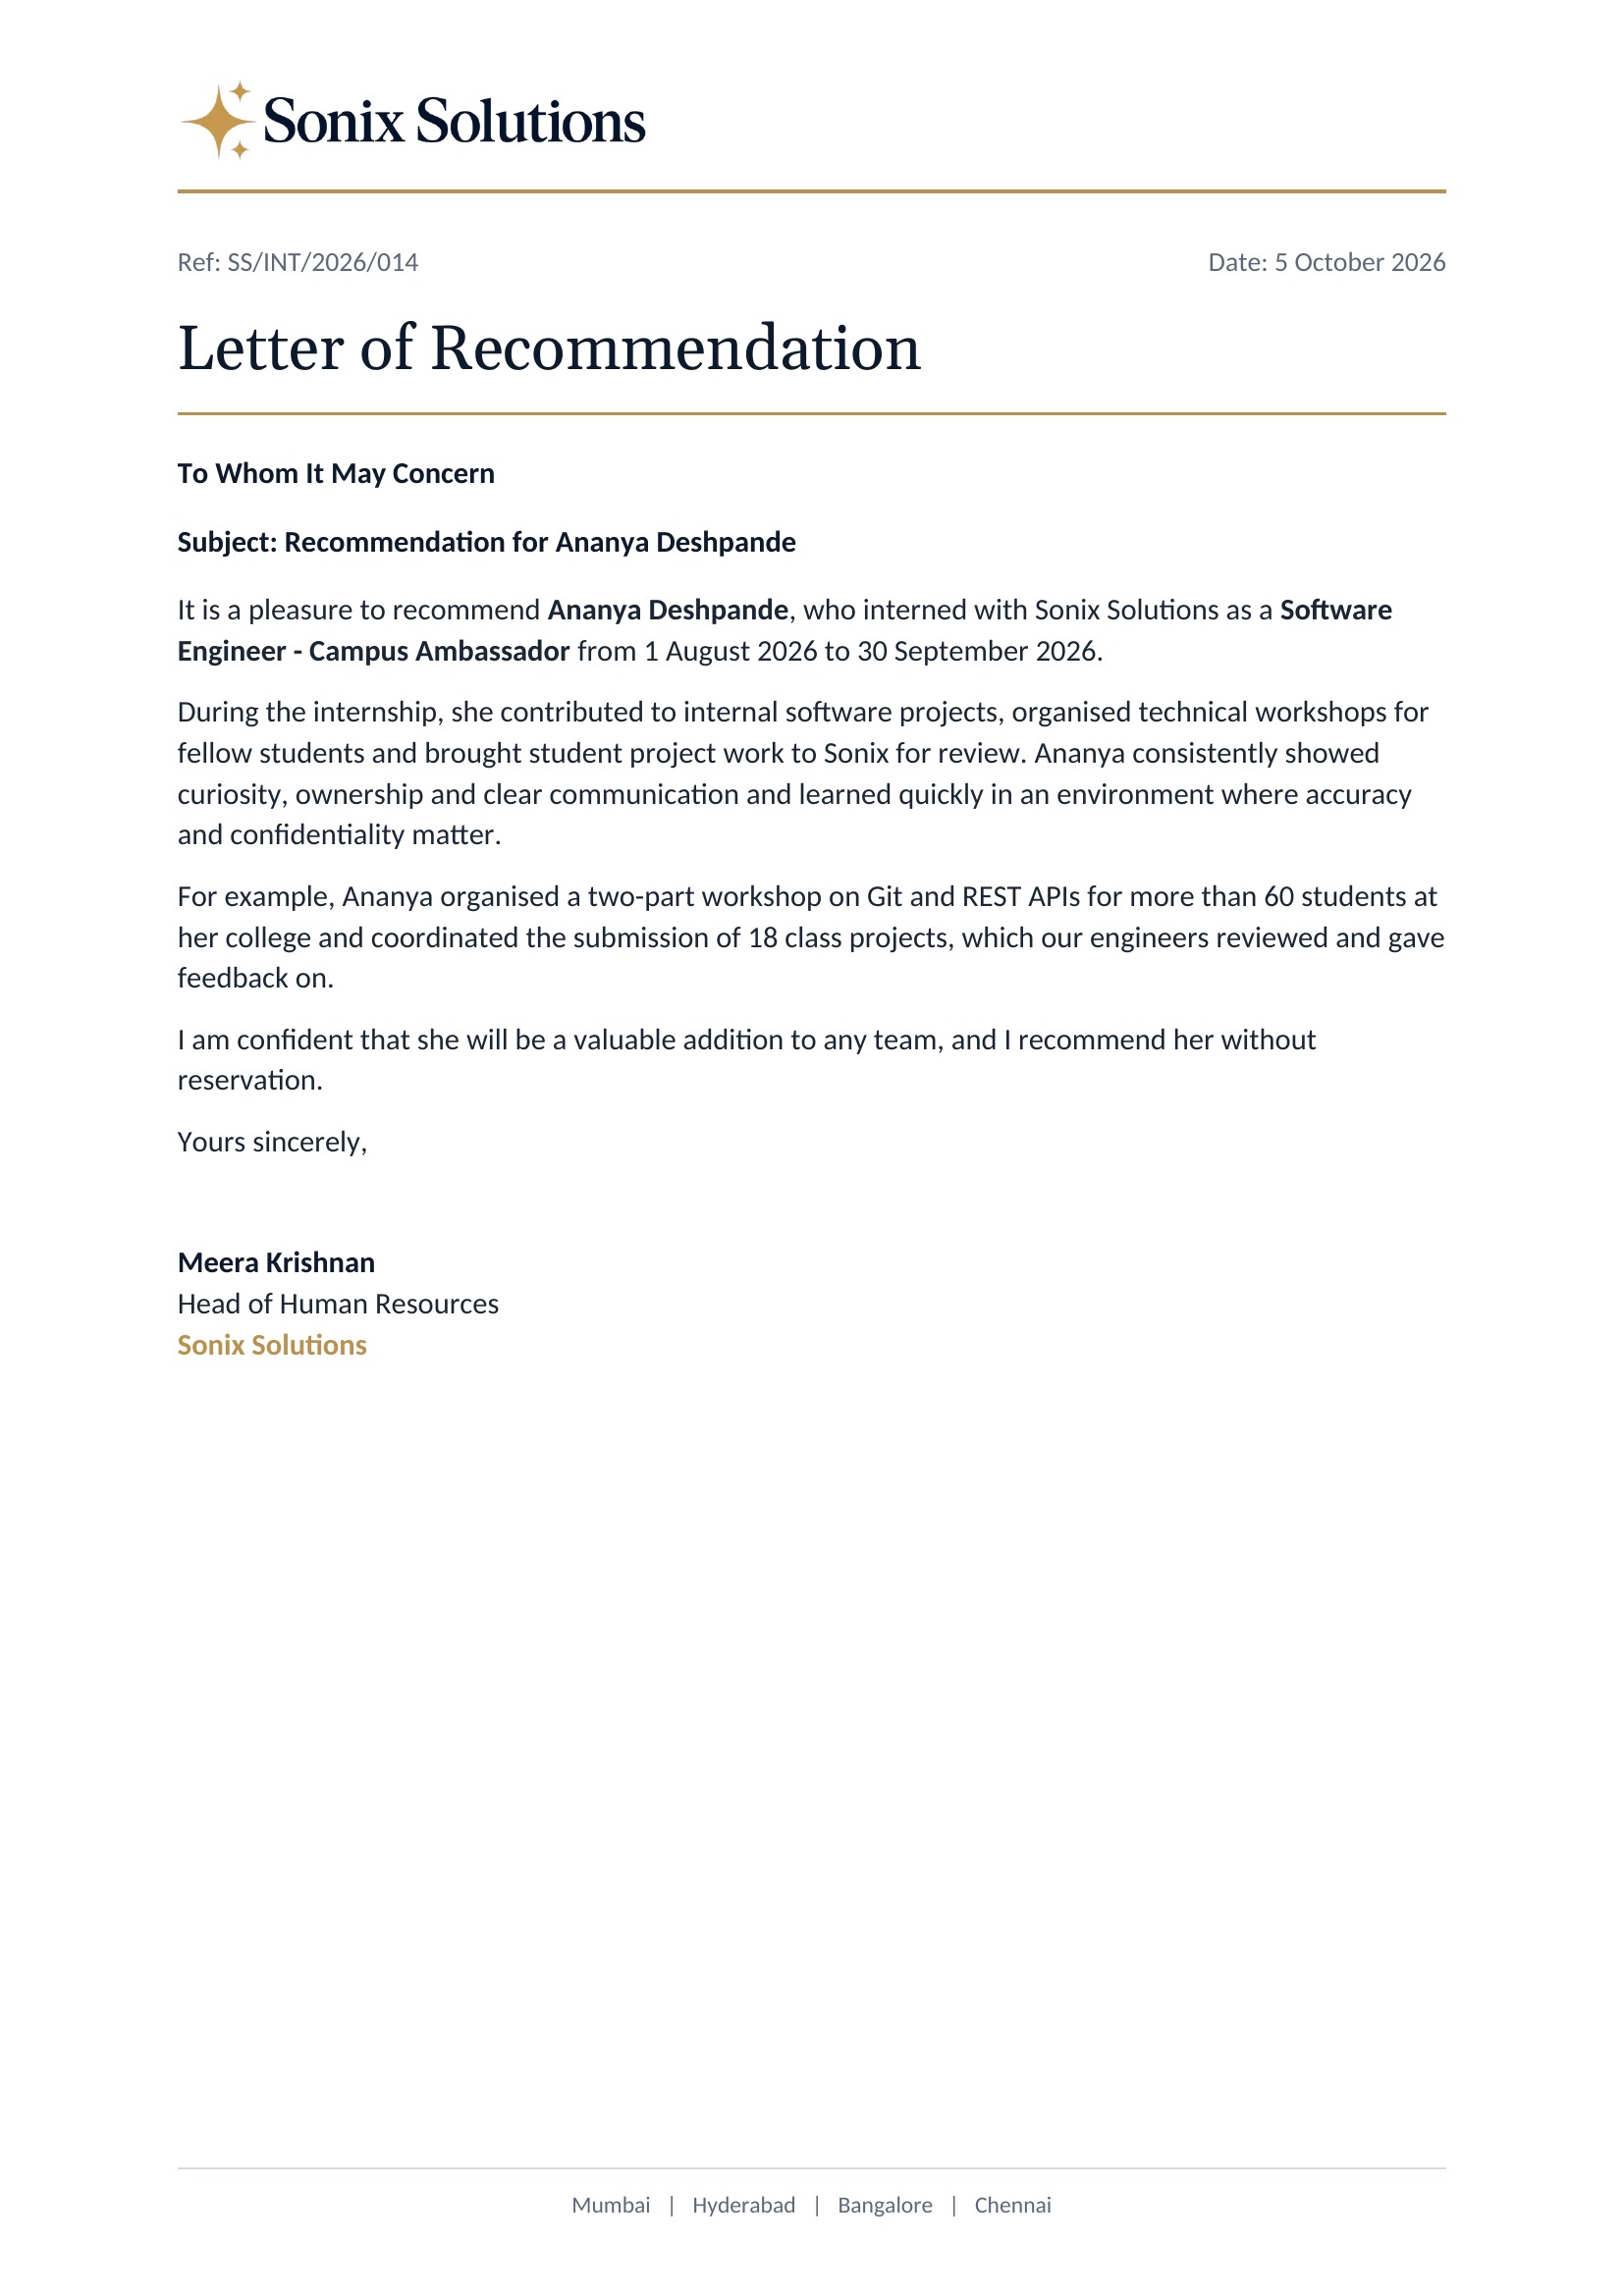 Sonix Solutions
Ref: SS/INT/2026/014
Date: 5 October 2026
Letter of Recommendation
To Whom It May Concern
Subject: Recommendation for Ananya Deshpande
It is a pleasure to recommend Ananya Deshpande, who interned with Sonix Solutions as a Software
Engineer - Campus Ambassador from 1 August 2026 to 30 September 2026.
During the internship, she contributed to internal software projects, organised technical workshops for
fellow students and brought student project work to Sonix for review. Ananya consistently showed
curiosity, ownership and clear communication and learned quickly in an environment where accuracy
and confidentiality matter.
For example, Ananya organised a two-part workshop on Git and REST APIs for more than 60 students at
her college and coordinated the submission of 18 class projects, which our engineers reviewed and gave
feedback on.
I am confident that she will be a valuable addition to any team, and I recommend her without
reservation.
Yours sincerely,
Meera Krishnan
Head of Human Resources
Sonix Solutions
Mumbai | Hyderabad | Bangalore | Chennai